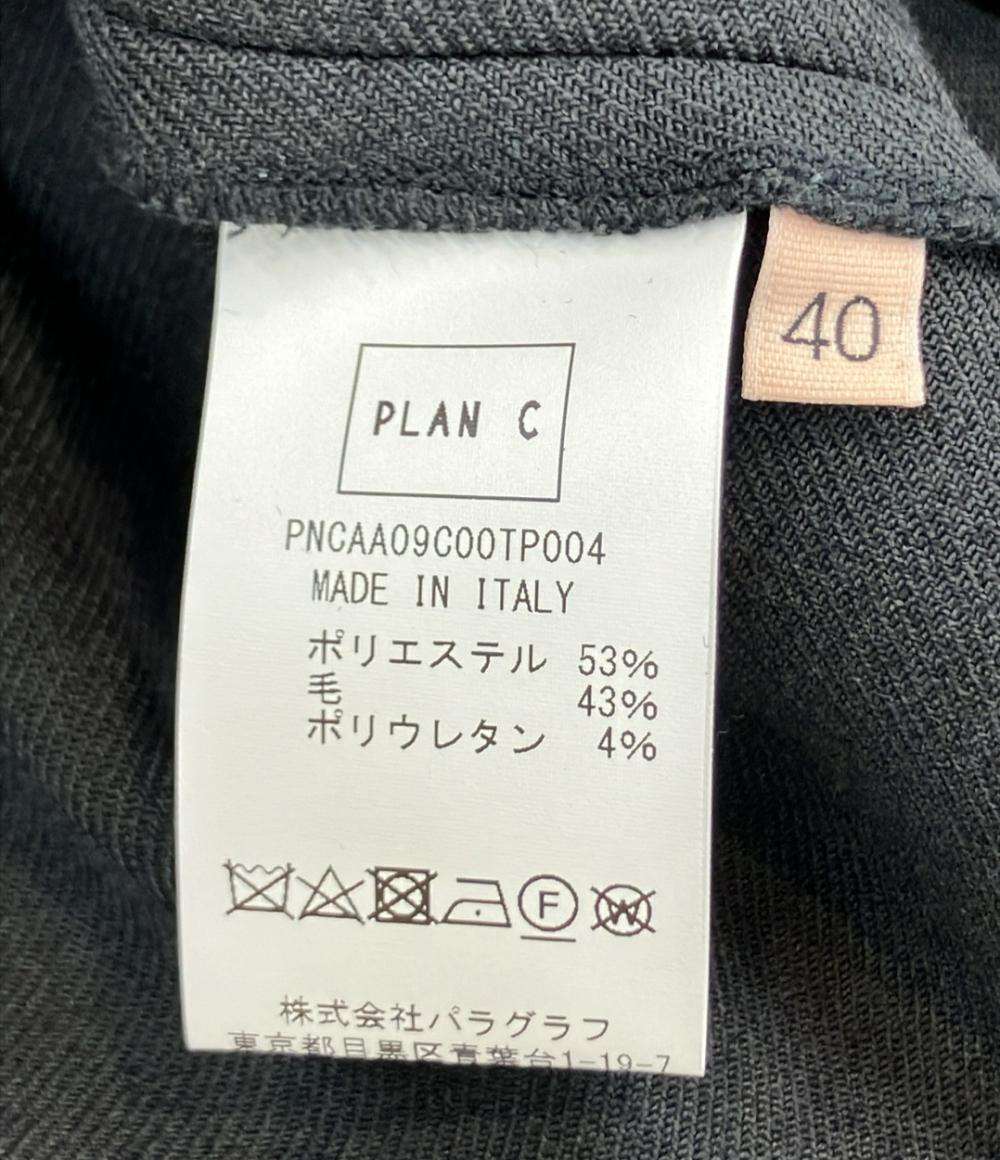 40
PLAN C
PNCAA09C00TP004
MADE IN ITALY
ポリエステル 53%
毛 43%
ポリウレタン 4%
F W
株式会社パラグラフ
東京都目黒区青葉台1-19-7